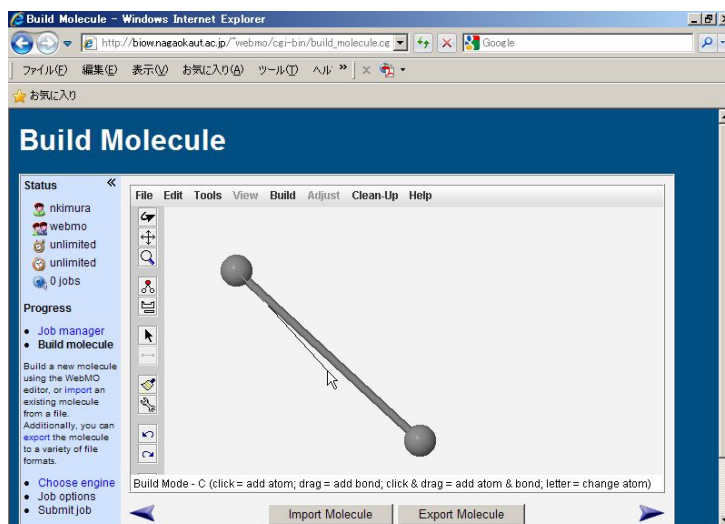 Build Molecule - Windows Internet Explorer
http://biow.nagaokaut.ac.jp/~webmo/cgi-bin/build_molecule.cg
Google
ファイル(F) 編集(E) 表示(V) お気に入り(A) ツール(T) ヘル »
お気に入り
Build Molecule
Status «
nkimura
webmo
unlimited
unlimited
0 jobs
Progress
• Job manager
• Build molecule
Build a new molecule
using the WebMO
editor, or import an
existing molecule
from a file.
Additionally, you can
export the molecule
to a variety of file
formats.
• Choose engine
• Job options
• Submit job
File Edit Tools View Build Adjust Clean-Up Help
Build Mode - C (click = add atom; drag = add bond; click & drag = add atom & bond; letter = change atom)
Import Molecule Export Molecule